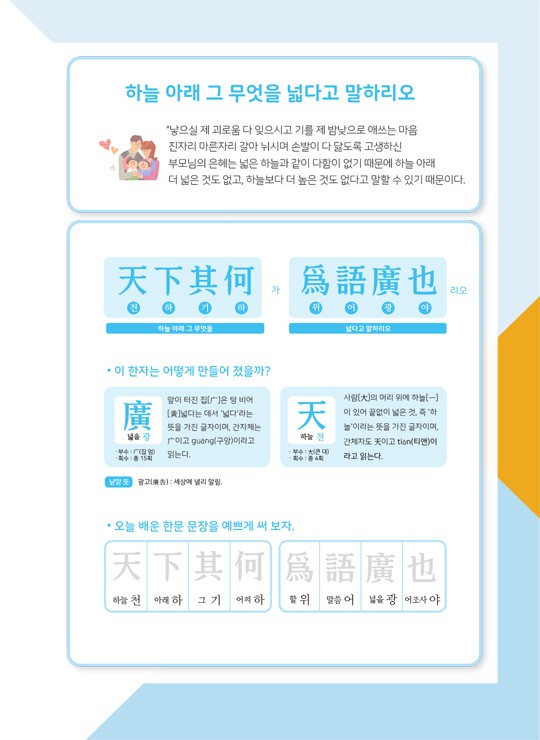 하늘 아래 그 무엇을 넓다고 말하리오
“낳으실 제 괴로움 다 잊으시고 기를 제 밤낮으로 애쓰는 마음
진자리 마른자리 갈아 뉘시며 손발이 다 닳도록 고생하신
부모님의 은혜는 넓은 하늘과 같이 다함이 없기 때문에 하늘 아래
더 넓은 것도 없고, 하늘보다 더 높은 것도 없다고 말할 수 있기 때문이다.
天下其何 가 爲語廣也 리오
천 하 기 하 위 어 광 야
하늘 아래 그 무엇을 넓다고 말하리오
• 이 한자는 어떻게 만들어 졌을까?
廣
넓을 광
· 부수 : 广(집 엄)
· 획수 : 총 15획
앞이 터진 집[广]은 텅 비어
[黃]넓다는 데서 '넓다'라는
뜻을 가진 글자이며, 간자체는
广이고 guǎng(구앙)이라고
읽는다.
天
하늘 천
· 부수 : 大(큰 대)
· 획수 : 총 4획
사람[大]의 머리 위에 하늘[一]
이 있어 끝없이 넓은 것, 즉 '하
늘'이라는 뜻을 가진 글자이며,
간체자도 天이고 tiān(티앤)이
라고 읽는다.
낱말 뜻 광고(廣告) : 세상에 널리 알림.
• 오늘 배운 한문 문장을 예쁘게 써 보자.
天 下 其 何 爲 語 廣 也
하늘 천 아래 하 그 기 어찌 하 할 위 말씀 어 넓을 광 어조사 야